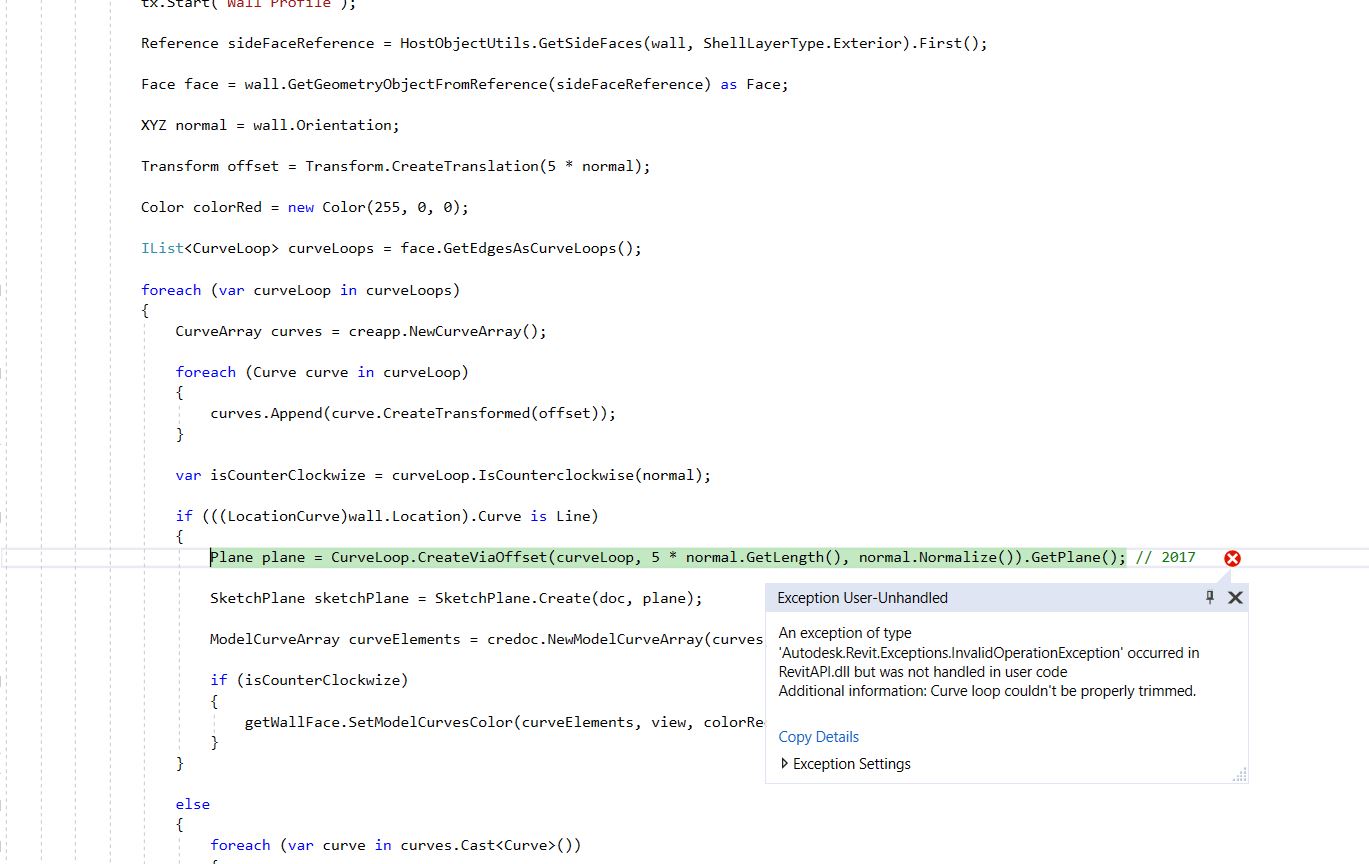 tx.Start("Wall Profile");
Reference sideFaceReference = HostObjectUtils.GetSideFaces(wall, ShellLayerType.Exterior).First();
Face face = wall.GetGeometryObjectFromReference(sideFaceReference) as Face;
XYZ normal = wall.Orientation;
Transform offset = Transform.CreateTranslation(5 * normal);
Color colorRed = new Color(255, 0, 0);
IList<CurveLoop> curveLoops = face.GetEdgesAsCurveLoops();
foreach (var curveLoop in curveLoops)
{
CurveArray curves = creapp.NewCurveArray();
foreach (Curve curve in curveLoop)
{
curves.Append(curve.CreateTransformed(offset));
}
var isCounterClockwize = curveLoop.IsCounterclockwise(normal);
if (((LocationCurve)wall.Location).Curve is Line)
{
Plane plane = CurveLoop.CreateViaOffset(curveLoop, 5 * normal.GetLength(), normal.Normalize()).GetPlane(); // 2017
SketchPlane sketchPlane = SketchPlane.Create(doc, plane);
ModelCurveArray curveElements = credoc.NewModelCurveArray(curves
if (isCounterClockwize)
{
getWallFace.SetModelCurvesColor(curveElements, view, colorRe
}
}
else
{
foreach (var curve in curves.Cast<Curve>())
{
Exception User-Unhandled
An exception of type
'Autodesk.Revit.Exceptions.InvalidOperationException' occurred in
RevitAPI.dll but was not handled in user code
Additional information: Curve loop couldn't be properly trimmed.
Copy Details
Exception Settings